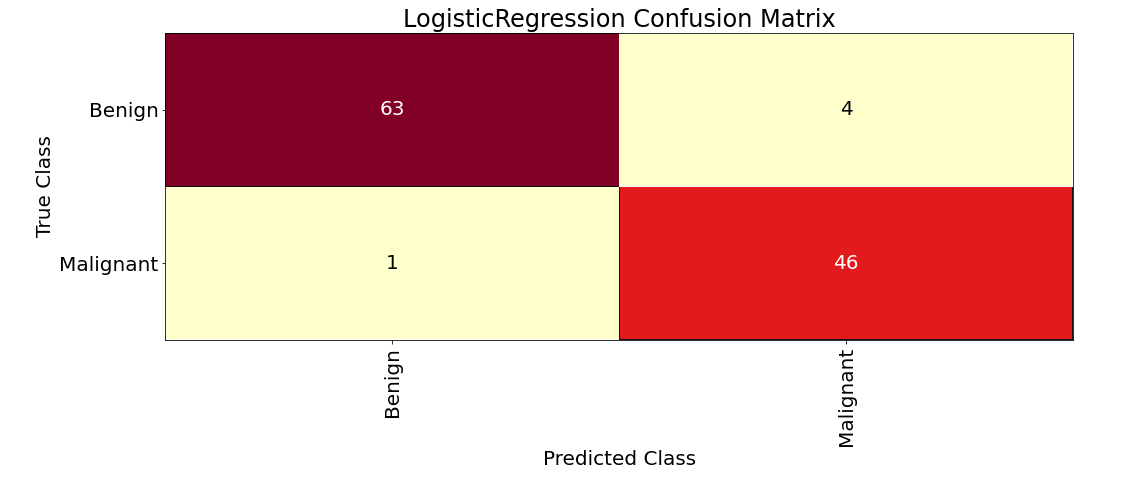 LogisticRegression Confusion Matrix
True Class
Benign
63
4
Malignant
1
46
Benign
Malignant
Predicted Class